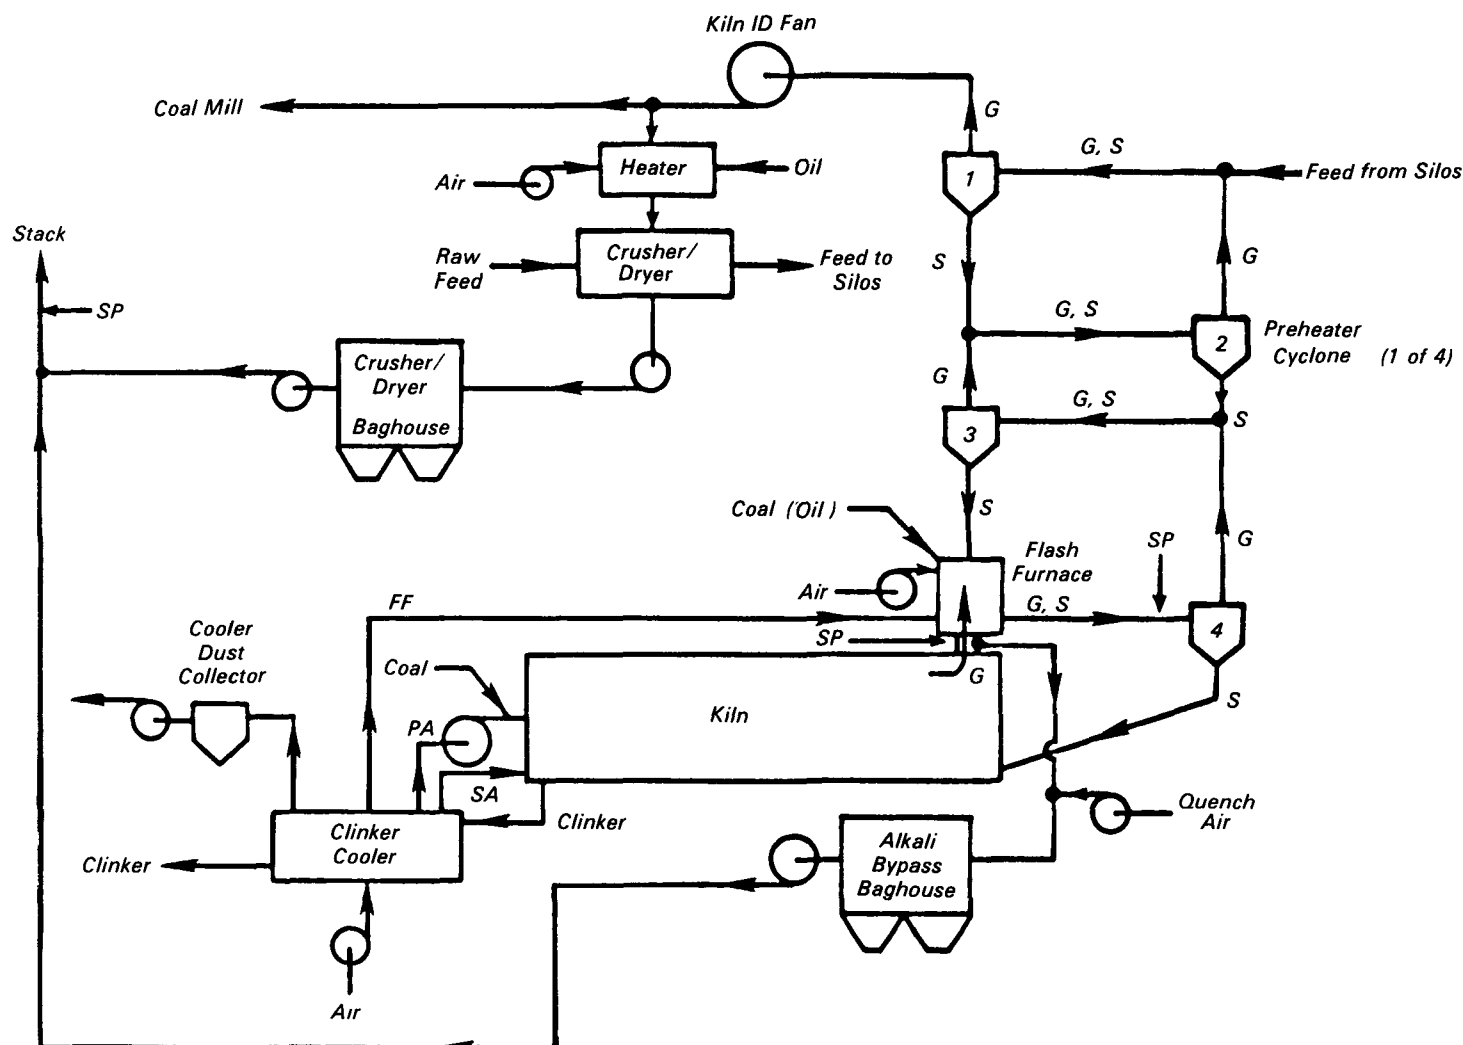 Kiln ID Fan
Coal Mill
G
G, S
Heater
Oil
Air
1
Feed from Silos
Stack
Raw
Feed
Crusher/
Dryer
Feed to
Silos
S
G
SP
G, S
2
Preheater
Cyclone (1 of 4)
Crusher/
Dryer
Baghouse
G
G, S
S
3
Coal (Oil)
S
Flash
Furnace
SP
G
Air
FF
G, S
4
Cooler
Dust
Collector
SP
Coal
G
S
Kiln
PA
SA
Quench
Air
Clinker
Cooler
Clinker
Clinker
Alkali
Bypass
Baghouse
Air